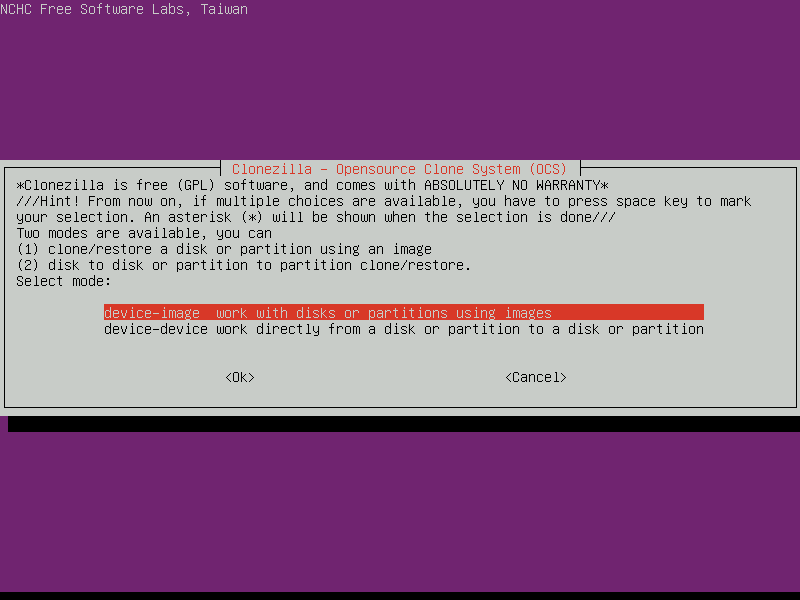 NCHC Free Software Labs, Taiwan
Clonezilla - Opensource Clone System (OCS)
*Clonezilla is free (GPL) software, and comes with ABSOLUTELY NO WARRANTY*
///Hint! From now on, if multiple choices are available, you have to press space key to mark
your selection. An asterisk (*) will be shown when the selection is done///
Two modes are available, you can
(1) clone/restore a disk or partition using an image
(2) disk to disk or partition to partition clone/restore.
Select mode:
device-image  work with disks or partitions using images
device-device work directly from a disk or partition to a disk or partition
<Ok> <Cancel>